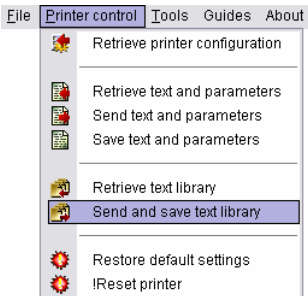 File Printer control Tools Guides About
Retrieve printer configuration
Retrieve text and parameters
Send text and parameters
Save text and parameters
Retrieve text library
Send and save text library
Restore default settings
!Reset printer